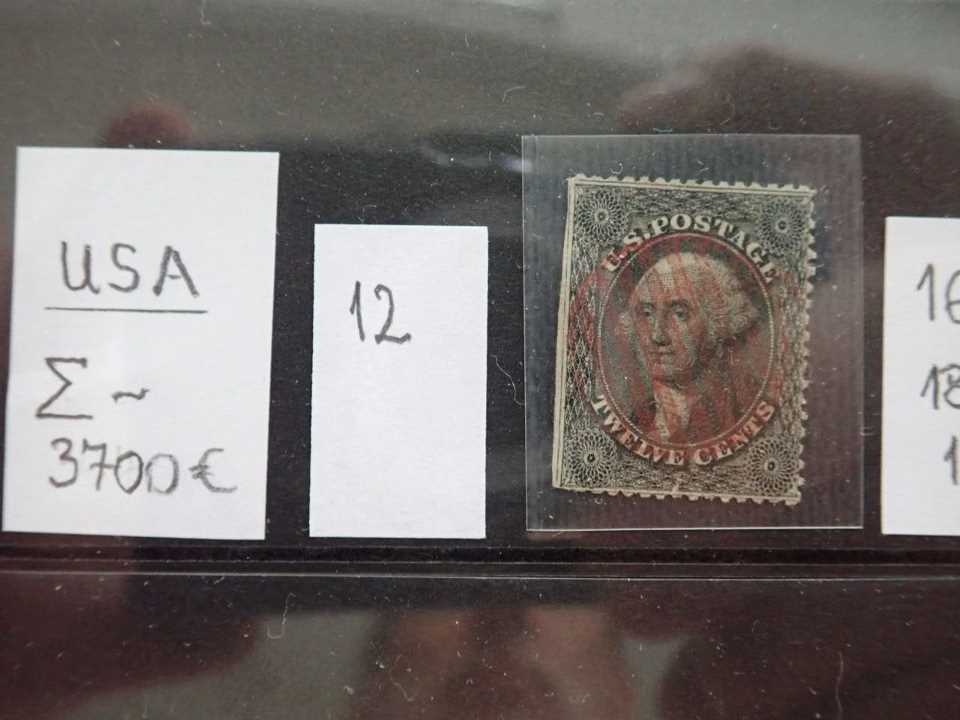 USA
Σ ~
3700€
12
U.S. POSTAGE
TWELVE CENTS